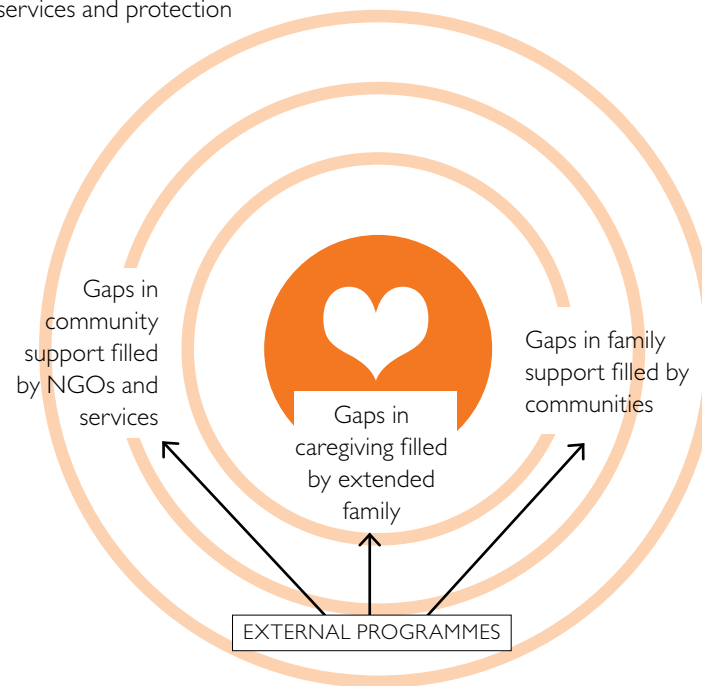 services and protection
Gaps in
community
support filled
by NGOs and
services
Gaps in
caregiving filled
by extended
family
Gaps in family
support filled by
communities
EXTERNAL PROGRAMMES